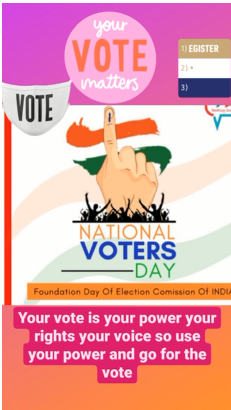 your
VOTE
matters
1) EGISTER
2) •
3)
VOTE
NATIONAL
VOTERS
DAY
Foundation Day Of Election Comission Of INDIA
Your vote is your power your
rights your voice so use
your power and go for the
vote